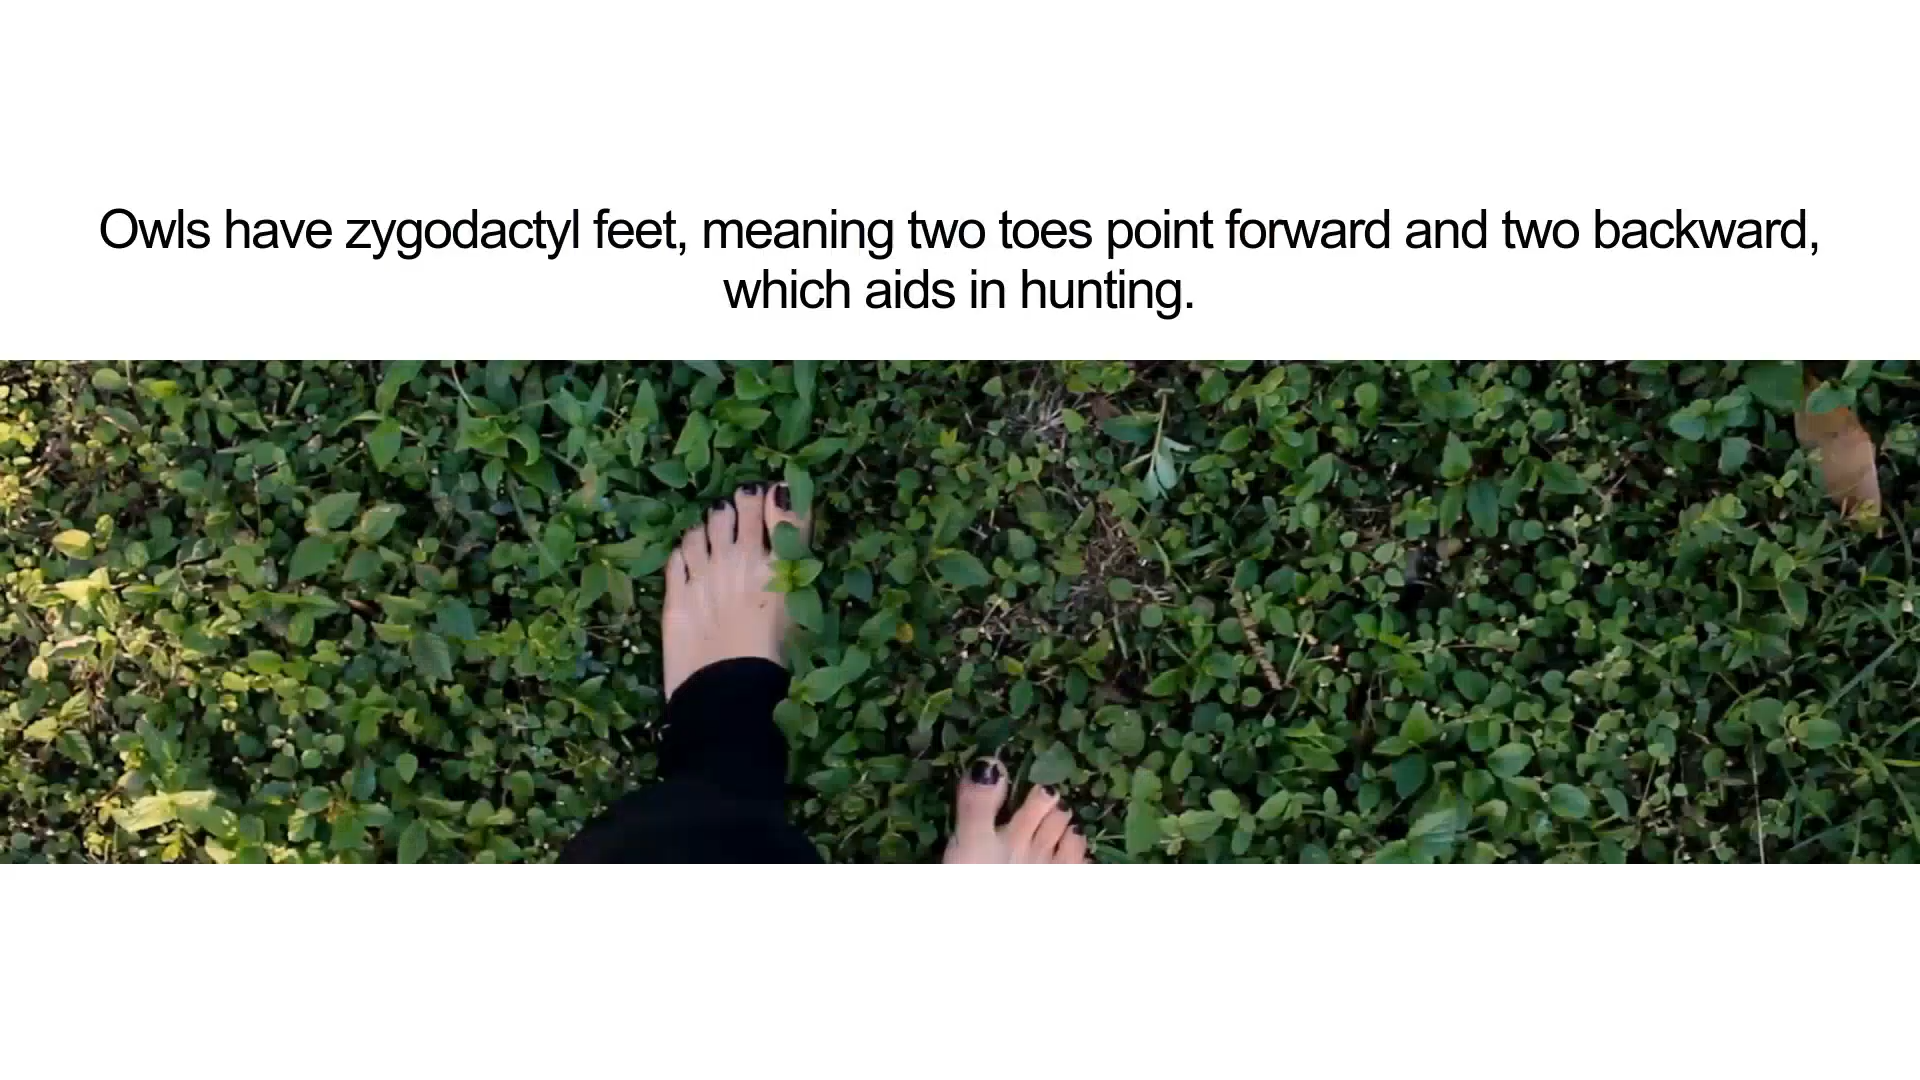 Owls have zygodactyl feet, meaning two toes point forward and two backward,
which aids in hunting.